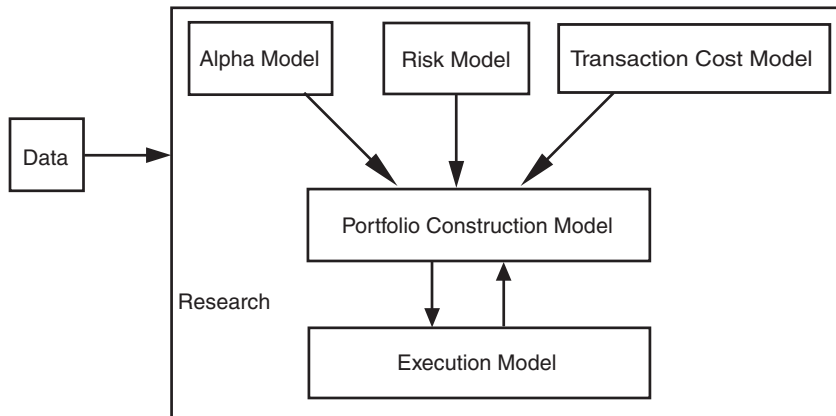 Alpha Model
Risk Model
Transaction Cost Model
Data
Portfolio Construction Model
Research
Execution Model